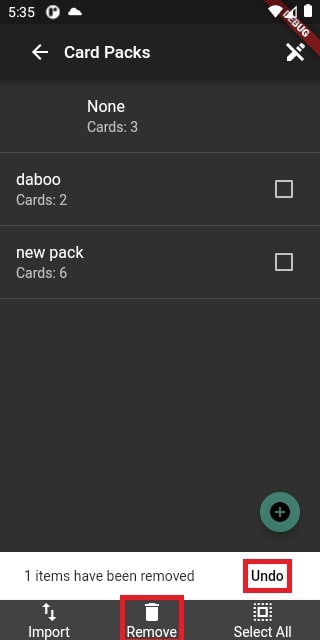 5:35
DEBUG
Card Packs
None
Cards: 3
daboo
Cards: 2
new pack
Cards: 6
1 items have been removed
Undo
Import
Remove
Select All